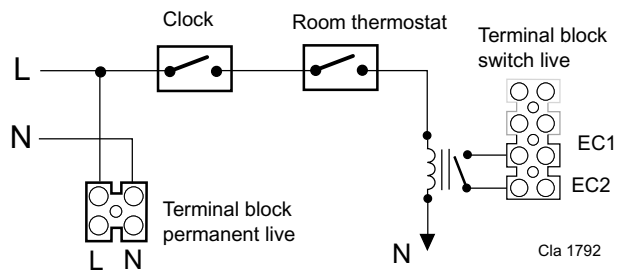 Clock
Room thermostat
Terminal block
switch live
L
N
EC1
EC2
Terminal block
permanent live
L N
N
Cla 1792